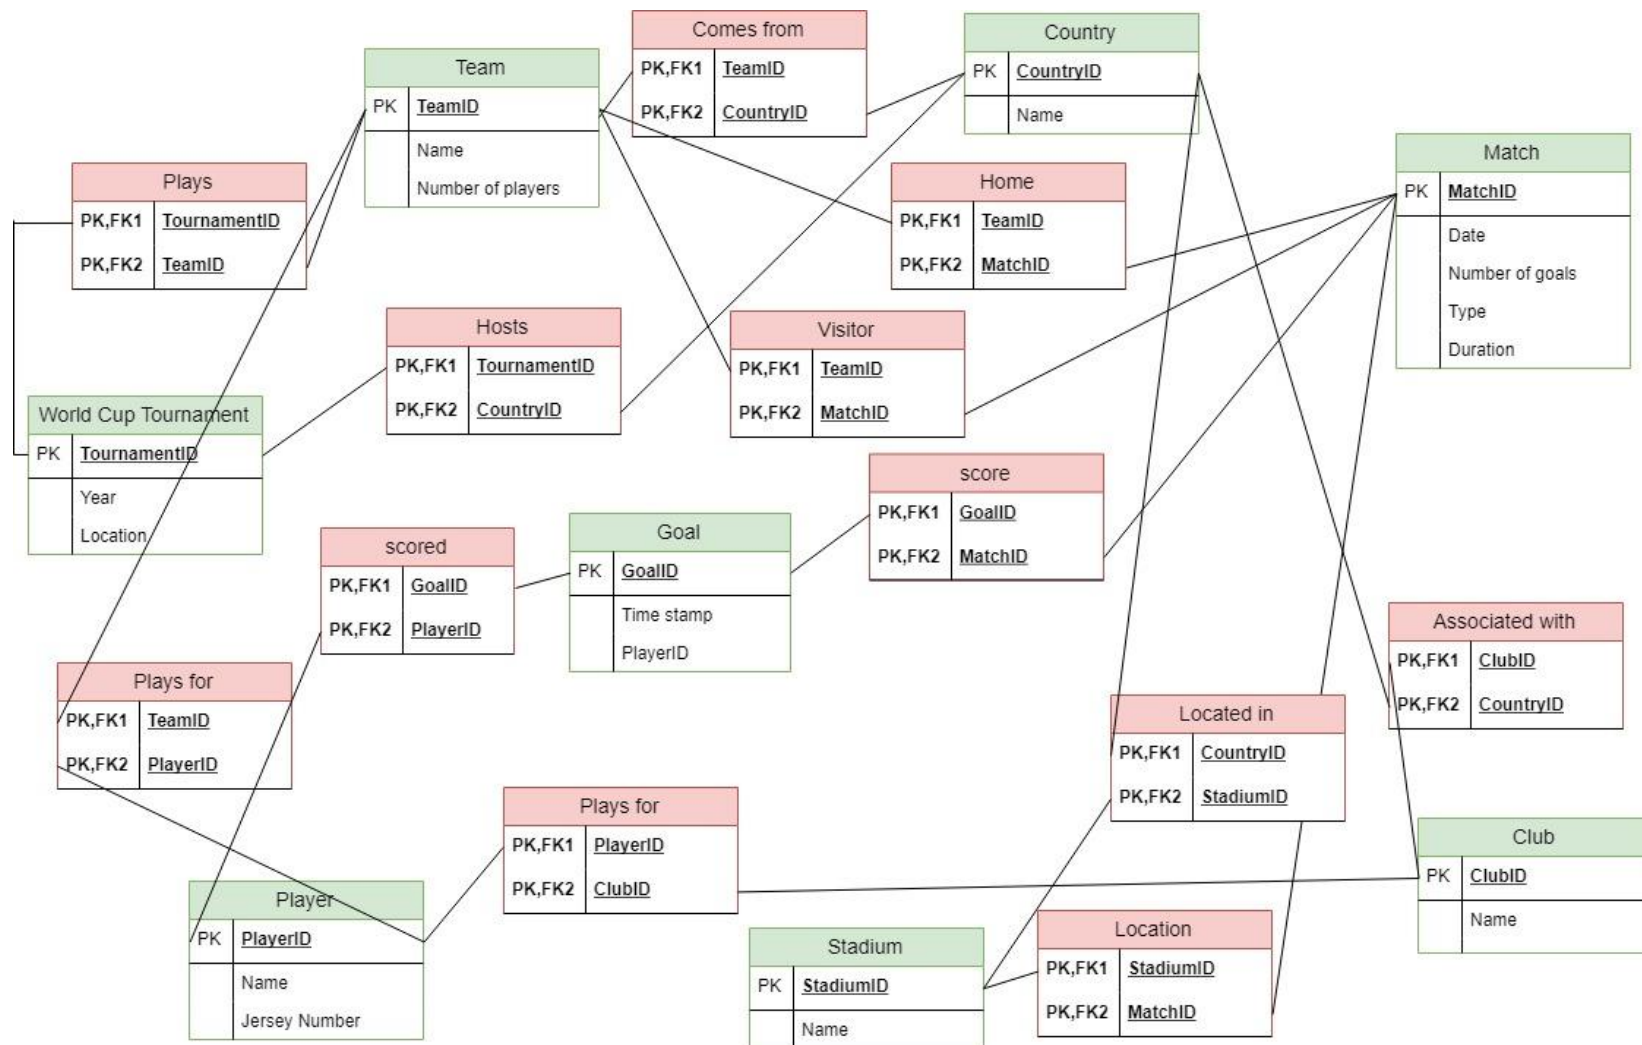 Comes from
PK,FK1 TeamID
PK,FK2 CountryID
Country
PK CountryID
Name
Team
PK TeamID
Name
Number of players
Match
PK MatchID
Date
Number of goals
Type
Duration
Plays
PK,FK1 TournamentID
PK,FK2 TeamID
Home
PK,FK1 TeamID
PK,FK2 MatchID
Hosts
PK,FK1 TournamentID
PK,FK2 CountryID
Visitor
PK,FK1 TeamID
PK,FK2 MatchID
World Cup Tournament
PK TournamentID
Year
Location
score
PK,FK1 GoalID
PK,FK2 MatchID
scored
PK,FK1 GoalID
PK,FK2 PlayerID
Goal
PK GoalID
Time stamp
PlayerID
Associated with
PK,FK1 ClubID
PK,FK2 CountryID
Plays for
PK,FK1 TeamID
PK,FK2 PlayerID
Located in
PK,FK1 CountryID
PK,FK2 StadiumID
Plays for
PK,FK1 PlayerID
PK,FK2 ClubID
Club
PK ClubID
Name
Player
PK PlayerID
Name
Jersey Number
Stadium
PK StadiumID
Name
Location
PK,FK1 StadiumID
PK,FK2 MatchID